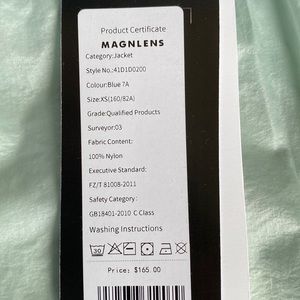 Product Certificate
MAGNLENS
Category:Jacket
Style No.:41D1D0200
Colour:Blue 7A
Size:XS(160/82A)
Grade:Qualified Products
Surveyor:03
Fabric Content:
100% Nylon
Executive Standard:
FZ/T 81008-2011
Safety Category:
GB18401-2010 C Class
Washing Instructions
30
Price: $165.00